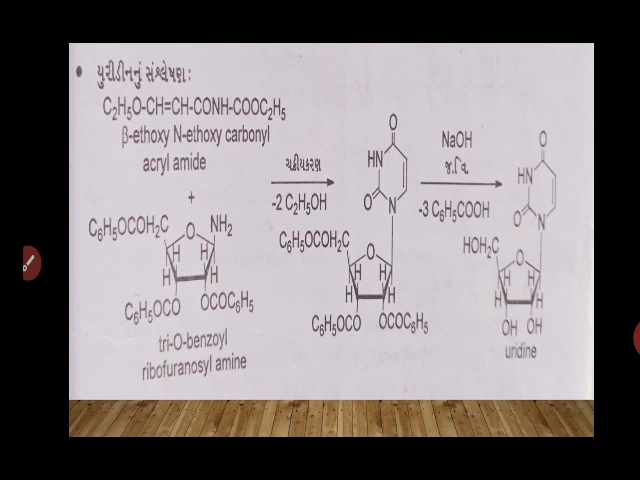 • યુરીડીનનું સંશ્લેષણ :
C₂H₅O-CH=CH-CONH-COOC₂H₅
β-ethoxy N-ethoxy carbonyl
acryl amide
+
C₆H₅OCOH₂C O NH₂
H H
H H
C₆H₅OCO OCOC₆H₅
tri-O-benzoyl
ribofuranosyl amine
ચક્રીયકરણ
-2 C₂H₅OH
O
HN
O N
C₆H₅OCOH₂C O
H H
H H
C₆H₅OCO OCOC₆H₅
NaOH
જ.વિ.
-3 C₆H₅COOH
O
HN
O N
HOH₂C O
H H
H H
OH OH
uridine